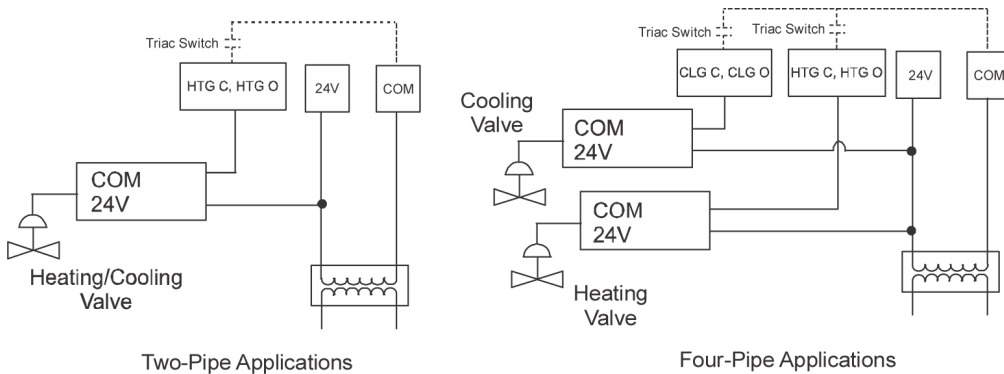 Triac Switch
HTG C, HTG O
24V
COM
COM
24V
Heating/Cooling
Valve
Two-Pipe Applications
Triac Switch
Triac Switch
CLG C, CLG O
HTG C, HTG O
24V
COM
Cooling
Valve
COM
24V
COM
24V
Heating
Valve
Four-Pipe Applications